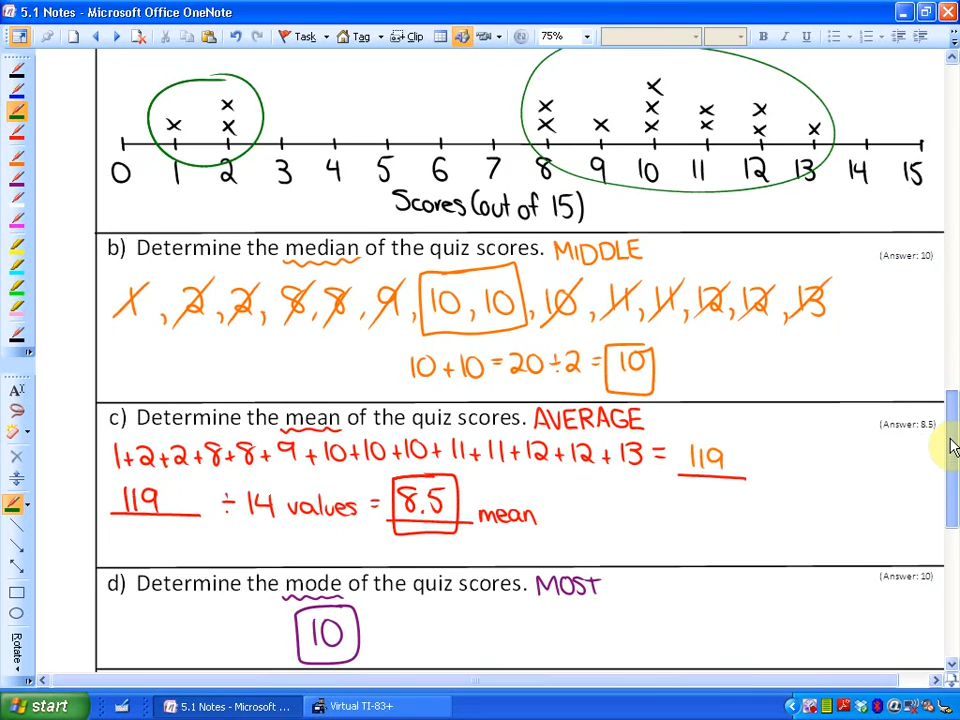 5.1 Notes - Microsoft Office OneNote
Task Tag Clip 75% B I U
x x x x x x x x x x x x x x
0 1 2 3 4 5 6 7 8 9 10 11 12 13 14 15
Scores (out of 15)
b) Determine the median of the quiz scores. MIDDLE (Answer: 10)
1, 2, 2, 8, 8, 9, 10, 10, 10, 11, 11, 12, 12, 13
10 + 10 = 20 ÷ 2 = 10
c) Determine the mean of the quiz scores. AVERAGE (Answer: 8.5)
1+2+2+8+8+9+10+10+10+11+11+12+12+13 = 119
119 ÷ 14 values = 8.5 mean
d) Determine the mode of the quiz scores. MOST (Answer: 10)
10
A
Rotate
start 5.1 Notes - Microsoft ... Virtual TI-83+